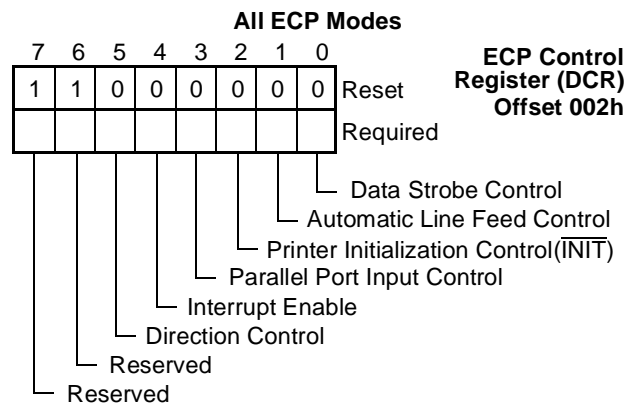 All ECP Modes
7 6 5 4 3 2 1 0
ECP Control
Register (DCR)
Offset 002h
1 1 0 0 0 0 0 0 Reset
Required
Data Strobe Control
Automatic Line Feed Control
Printer Initialization Control(I̅N̅I̅T̅)
Parallel Port Input Control
Interrupt Enable
Direction Control
Reserved
Reserved